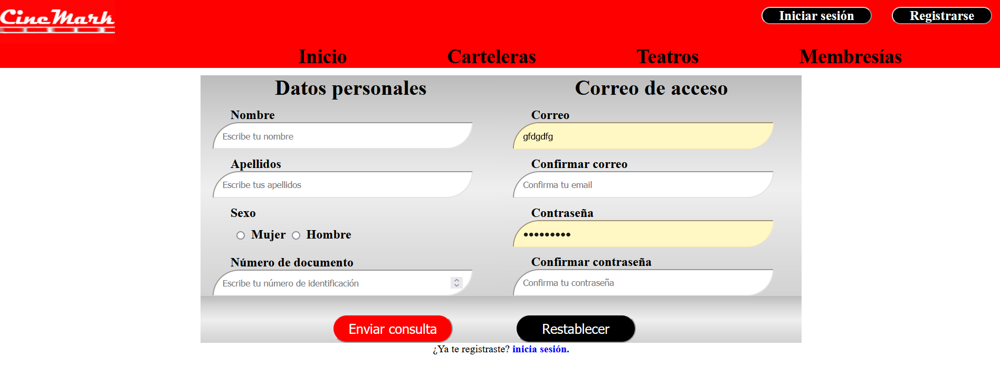 CineMark
Iniciar sesión
Registrarse
Inicio
Carteleras
Teatros
Membresías
Datos personales
Nombre
Escribe tu nombre
Apellidos
Escribe tus apellidos
Sexo
Mujer
Hombre
Número de documento
Escribe tu número de identificación
Correo de acceso
Correo
gfdgdfg
Confirmar correo
Confirma tu email
Contraseña
•••••••••
Confirmar contraseña
Confirma tu contraseña
Enviar consulta
Restablecer
¿Ya te registraste? inicia sesión.